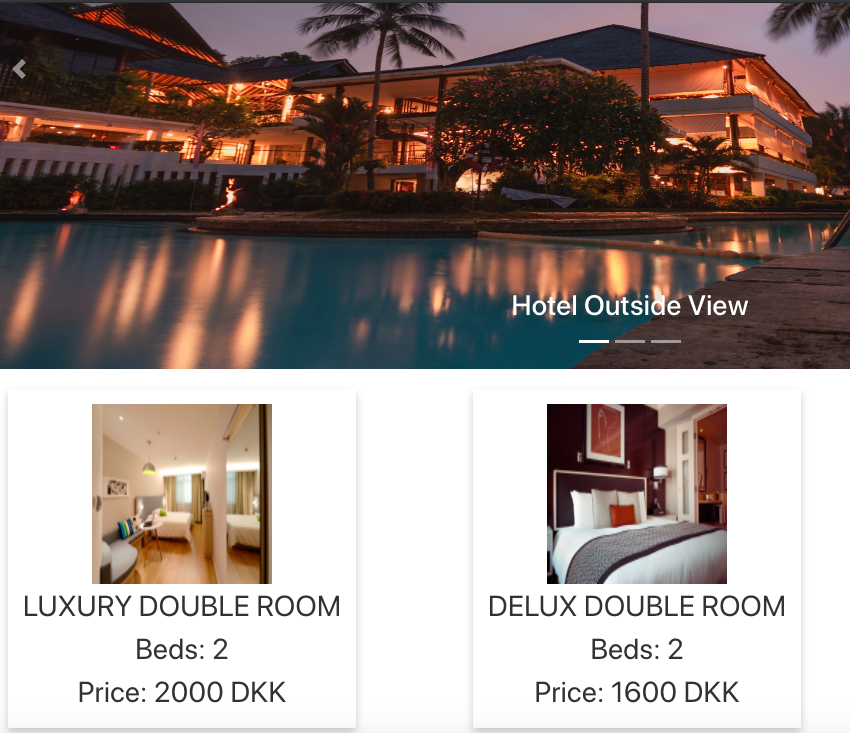 Hotel Outside View
LUXURY DOUBLE ROOM
Beds: 2
Price: 2000 DKK
DELUX DOUBLE ROOM
Beds: 2
Price: 1600 DKK